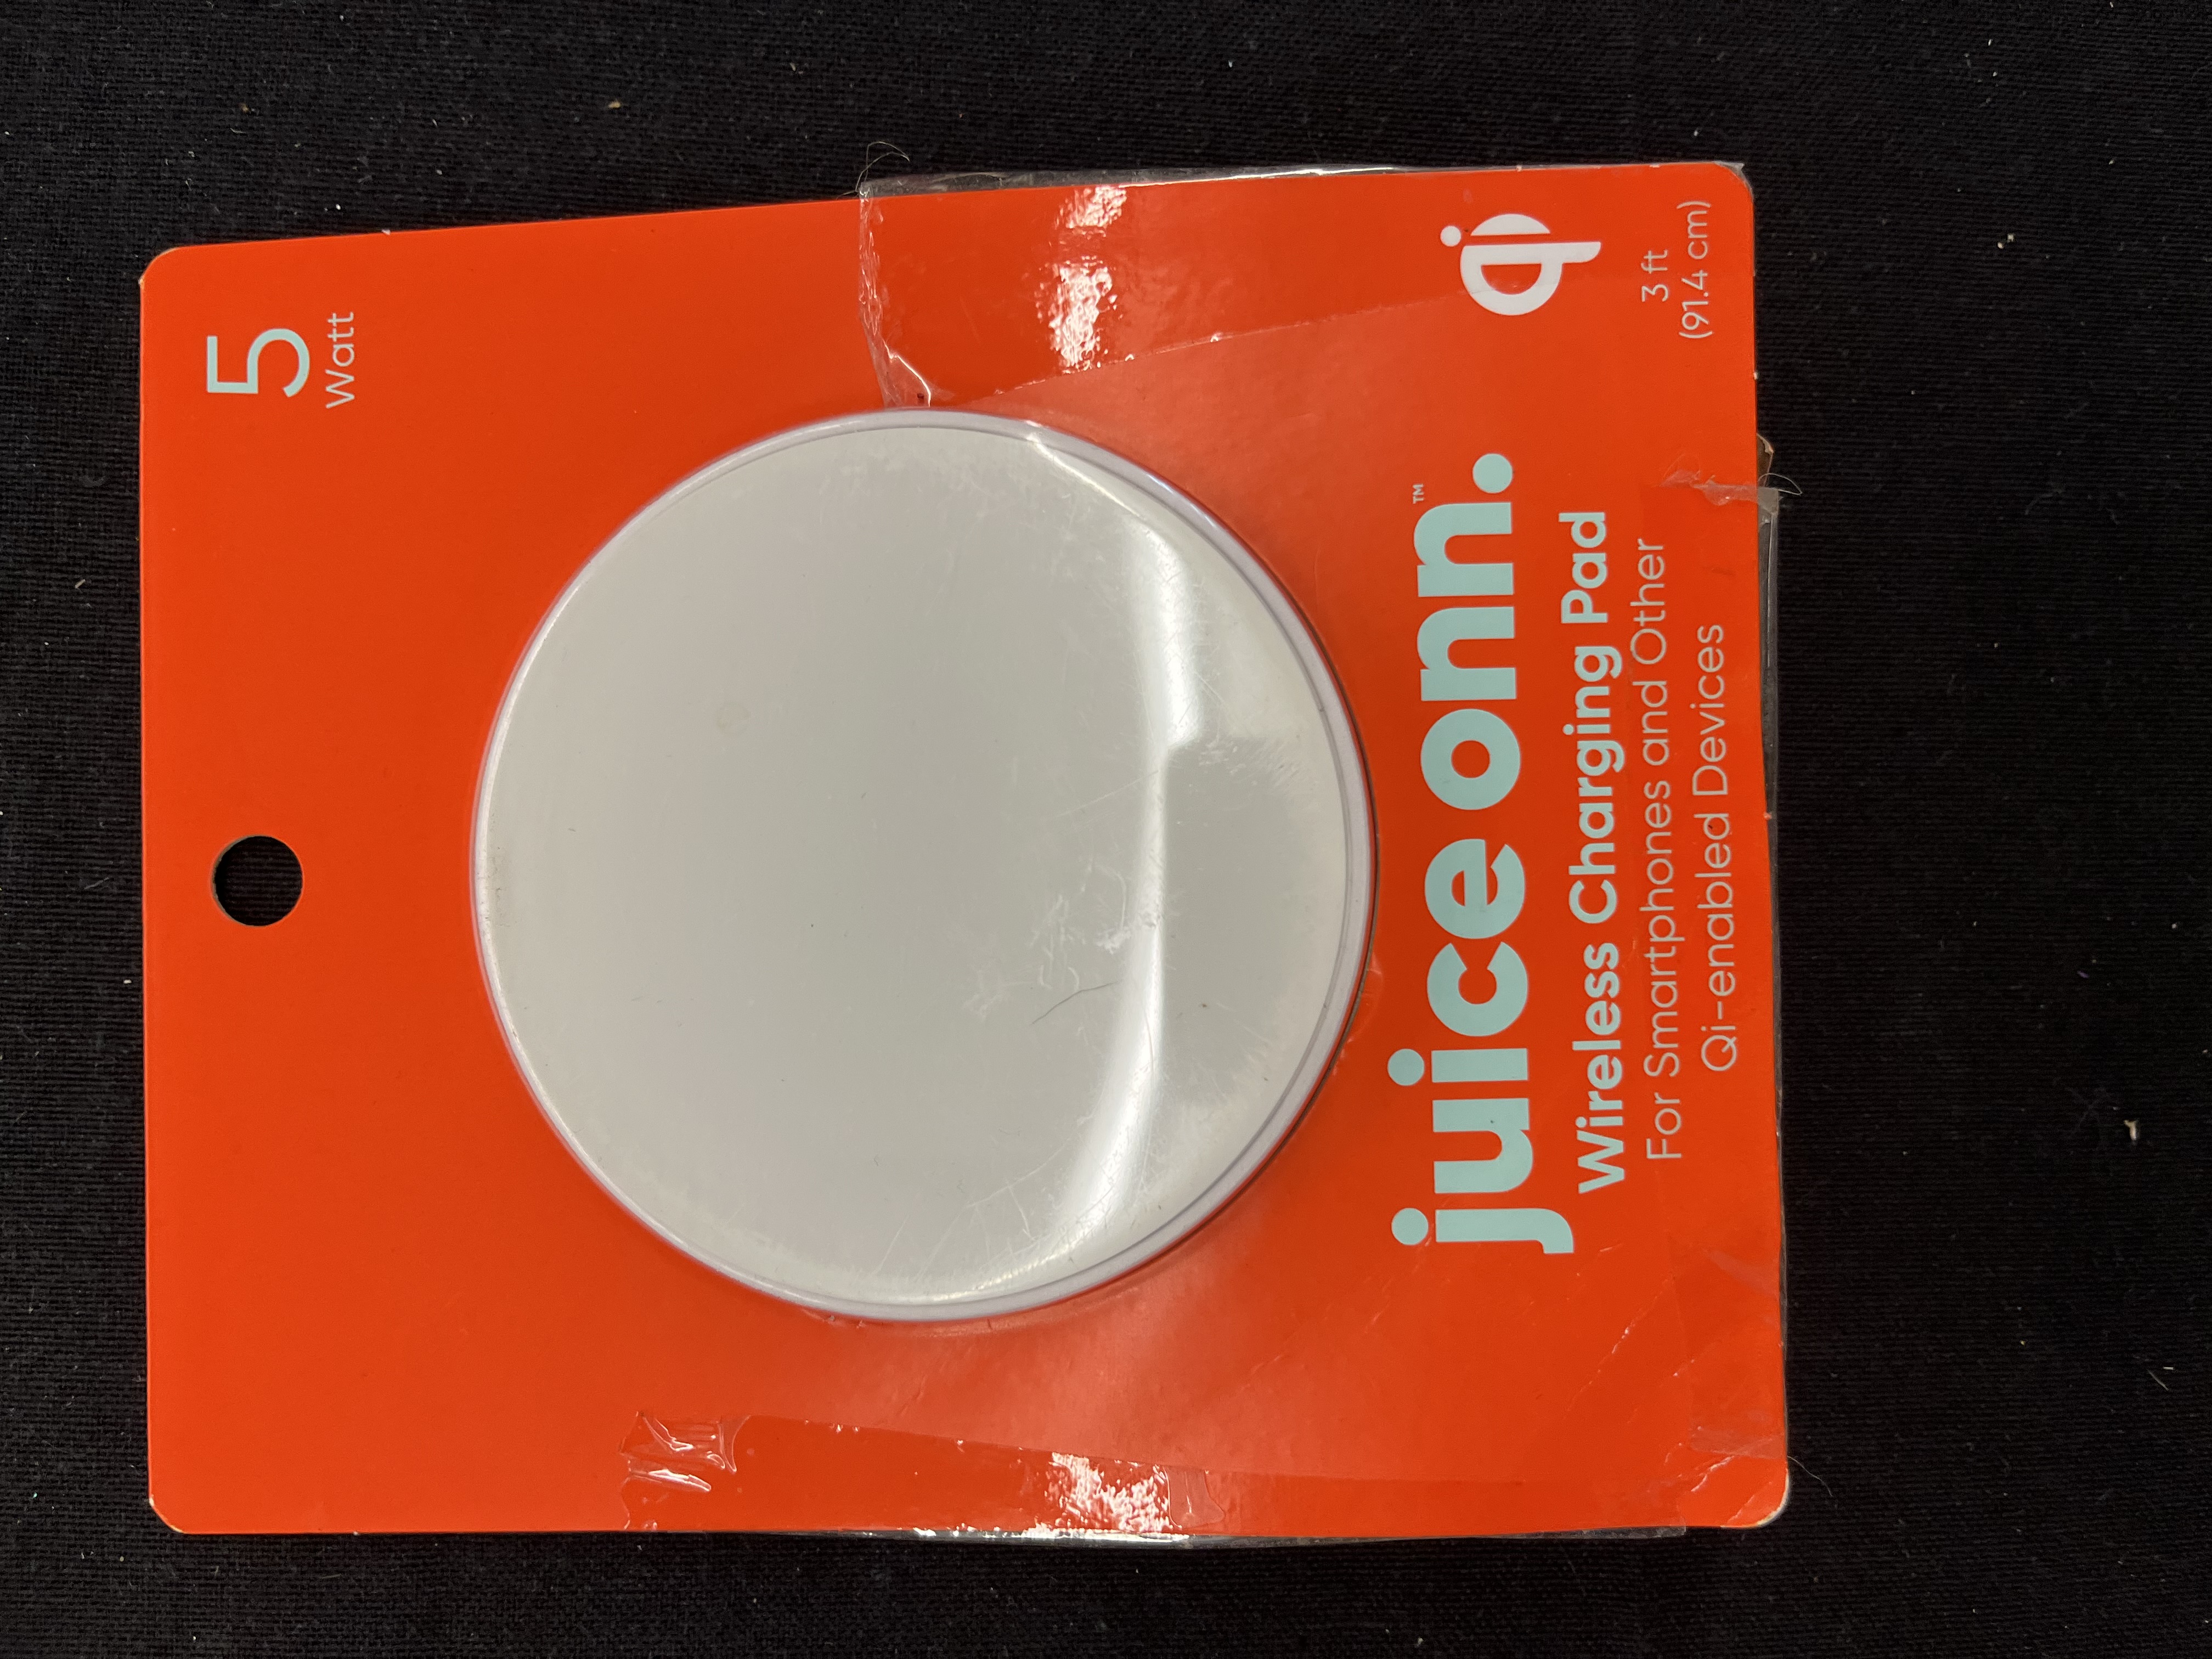 5
Watt
juice onn.™
Wireless Charging Pad
For Smartphones and Other
Qi-enabled Devices
qi
3 ft
(91.4 cm)